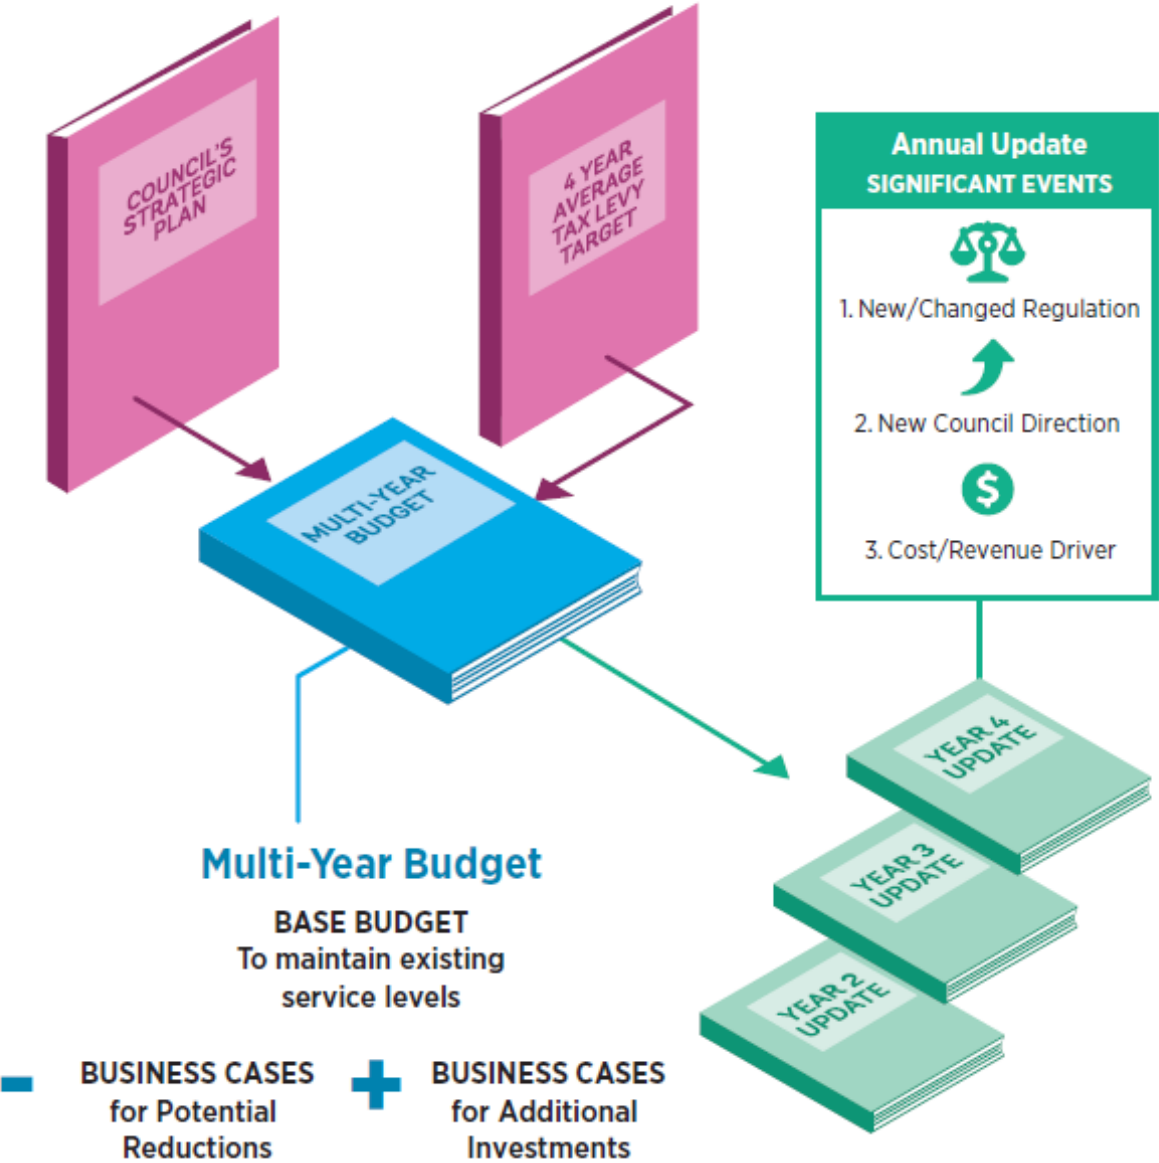 COUNCIL'S
STRATEGIC
PLAN
4 YEAR
AVERAGE
TAX LEVY
TARGET
Annual Update
SIGNIFICANT EVENTS
1. New/Changed Regulation
2. New Council Direction
$
3. Cost/Revenue Driver
MULTI-YEAR
BUDGET
YEAR 4
UPDATE
YEAR 3
UPDATE
YEAR 2
UPDATE
Multi-Year Budget
BASE BUDGET
To maintain existing
service levels
- BUSINESS CASES
for Potential
Reductions
+ BUSINESS CASES
for Additional
Investments